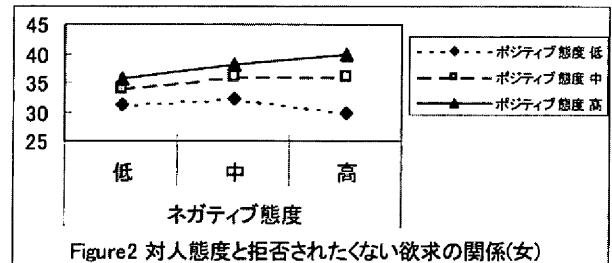 45
40
35
30
25
低 中 高
ネガティブ態度
ポジティブ態度 低
ポジティブ態度 中
ポジティブ態度 高
Figure2 対人態度と拒否されたくない欲求の関係(女)